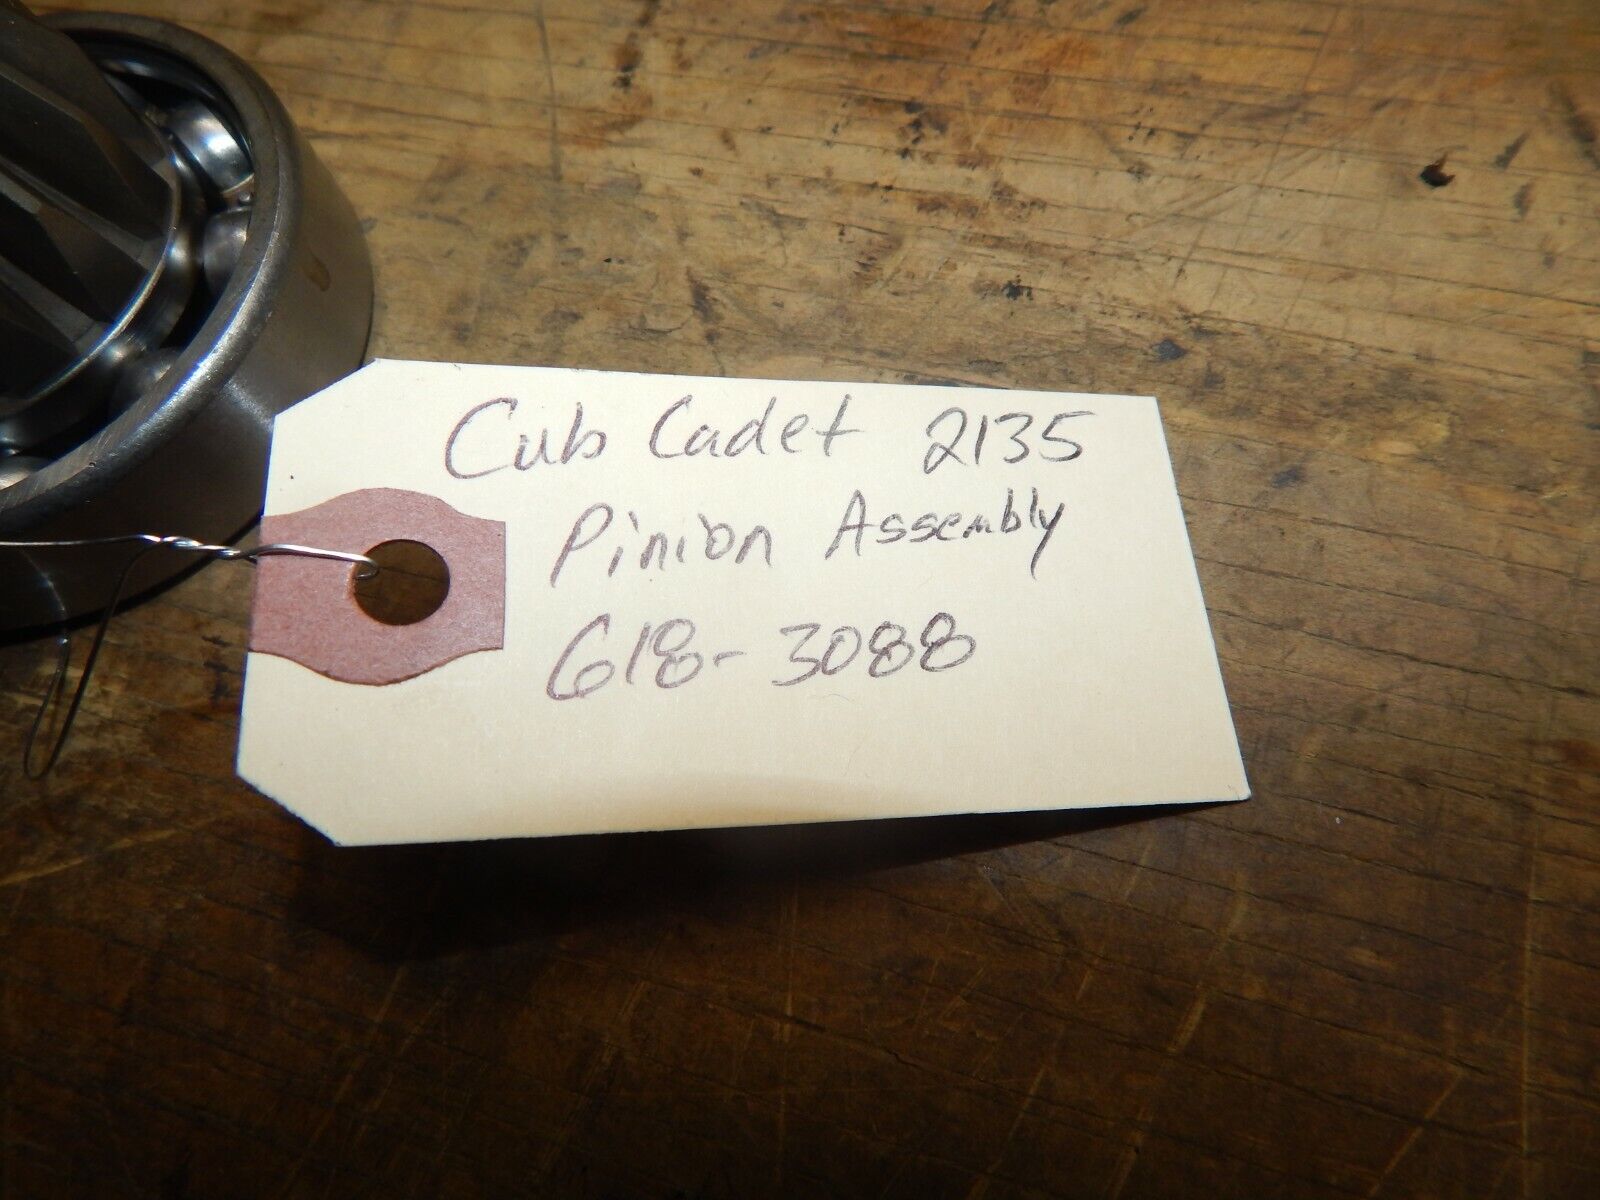 Cub Cadet 2135
Pinion Assembly
618-3088